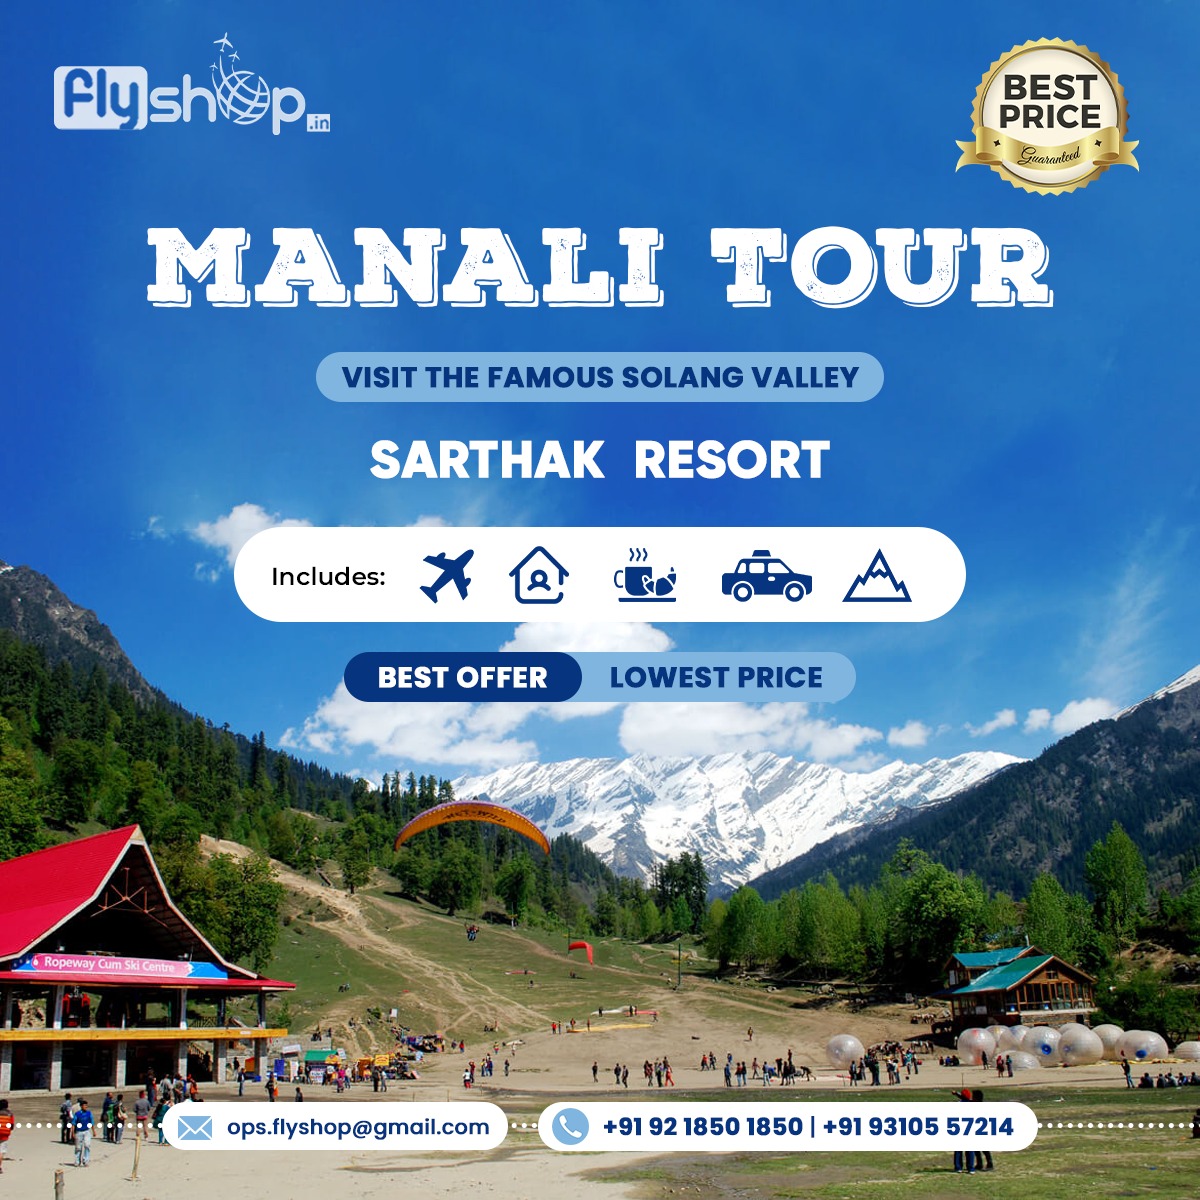 flyshop.in
BEST
PRICE
Guaranteed
MANALI TOUR
VISIT THE FAMOUS SOLANG VALLEY
SARTHAK RESORT
Includes:
BEST OFFER
LOWEST PRICE
Ropeway Cum Ski Centre
ops.flyshop@gmail.com
+91 92 1850 1850 | +91 93105 57214